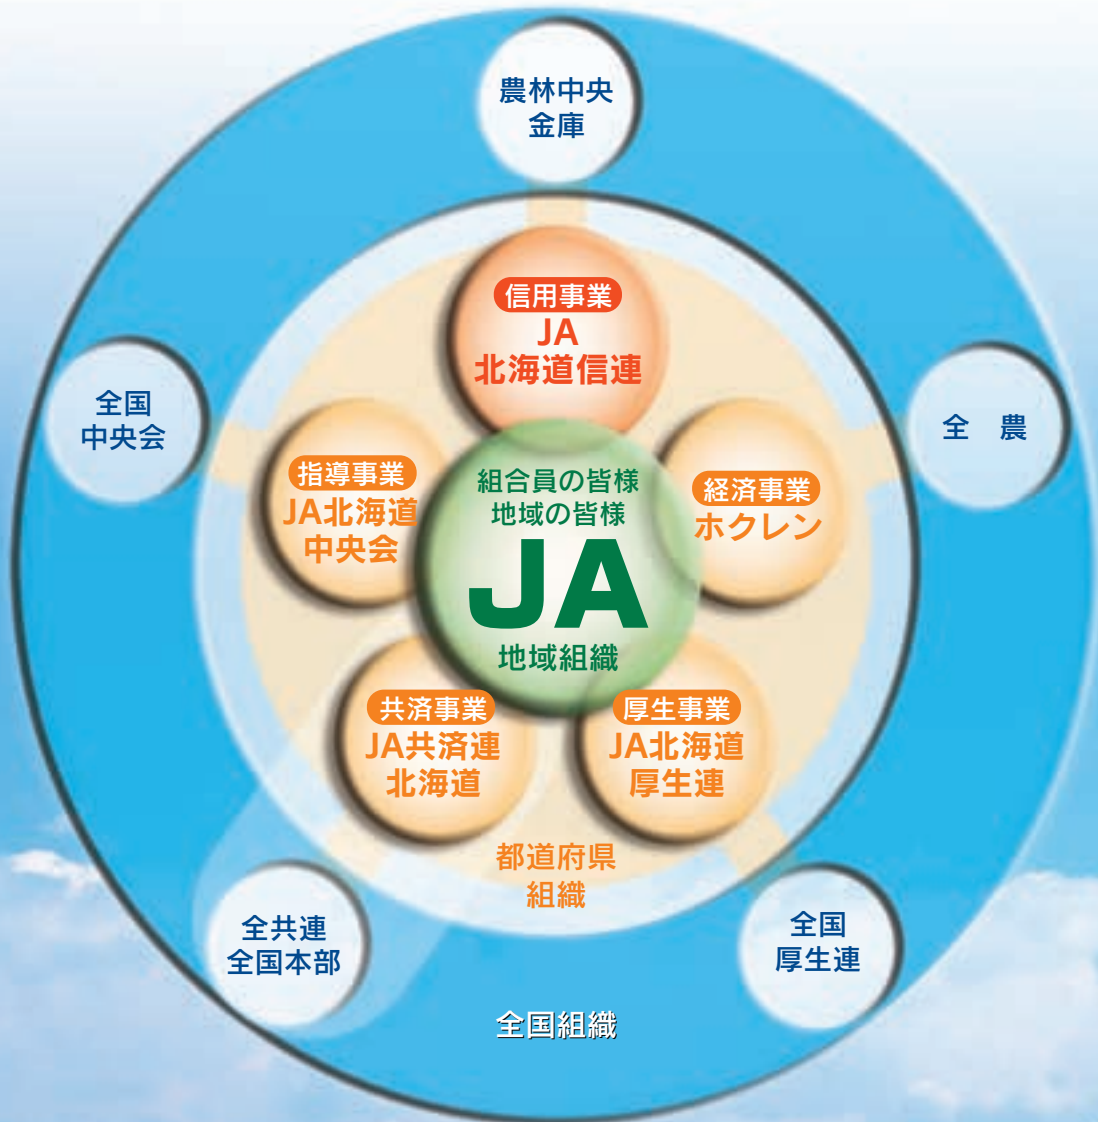 農林中央
金庫
信用事業
JA
北海道信連
全国
中央会
全　農
指導事業
JA北海道
中央会
組合員の皆様
地域の皆様
JA
地域組織
経済事業
ホクレン
共済事業
JA共済連
北海道
厚生事業
JA北海道
厚生連
都道府県
組織
全共連
全国本部
全国
厚生連
全国組織